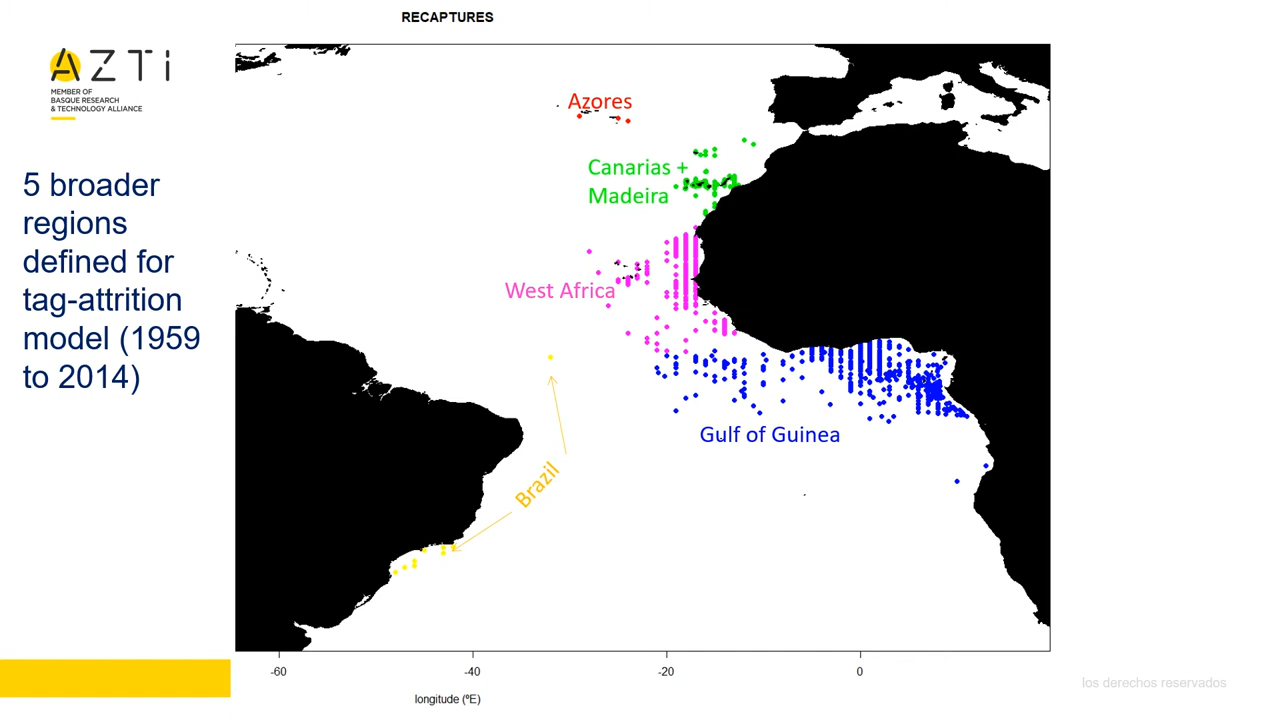 RECAPTURES
AZTi
MEMBER OF
BASQUE RESEARCH
& TECHNOLOGY ALLIANCE
5 broader
regions
defined for
tag-attrition
model (1959
to 2014)
Azores
Canarias +
Madeira
West Africa
Gulf of Guinea
Brazil
-60 -40 -20 0
longitude (ºE)
los derechos reservados